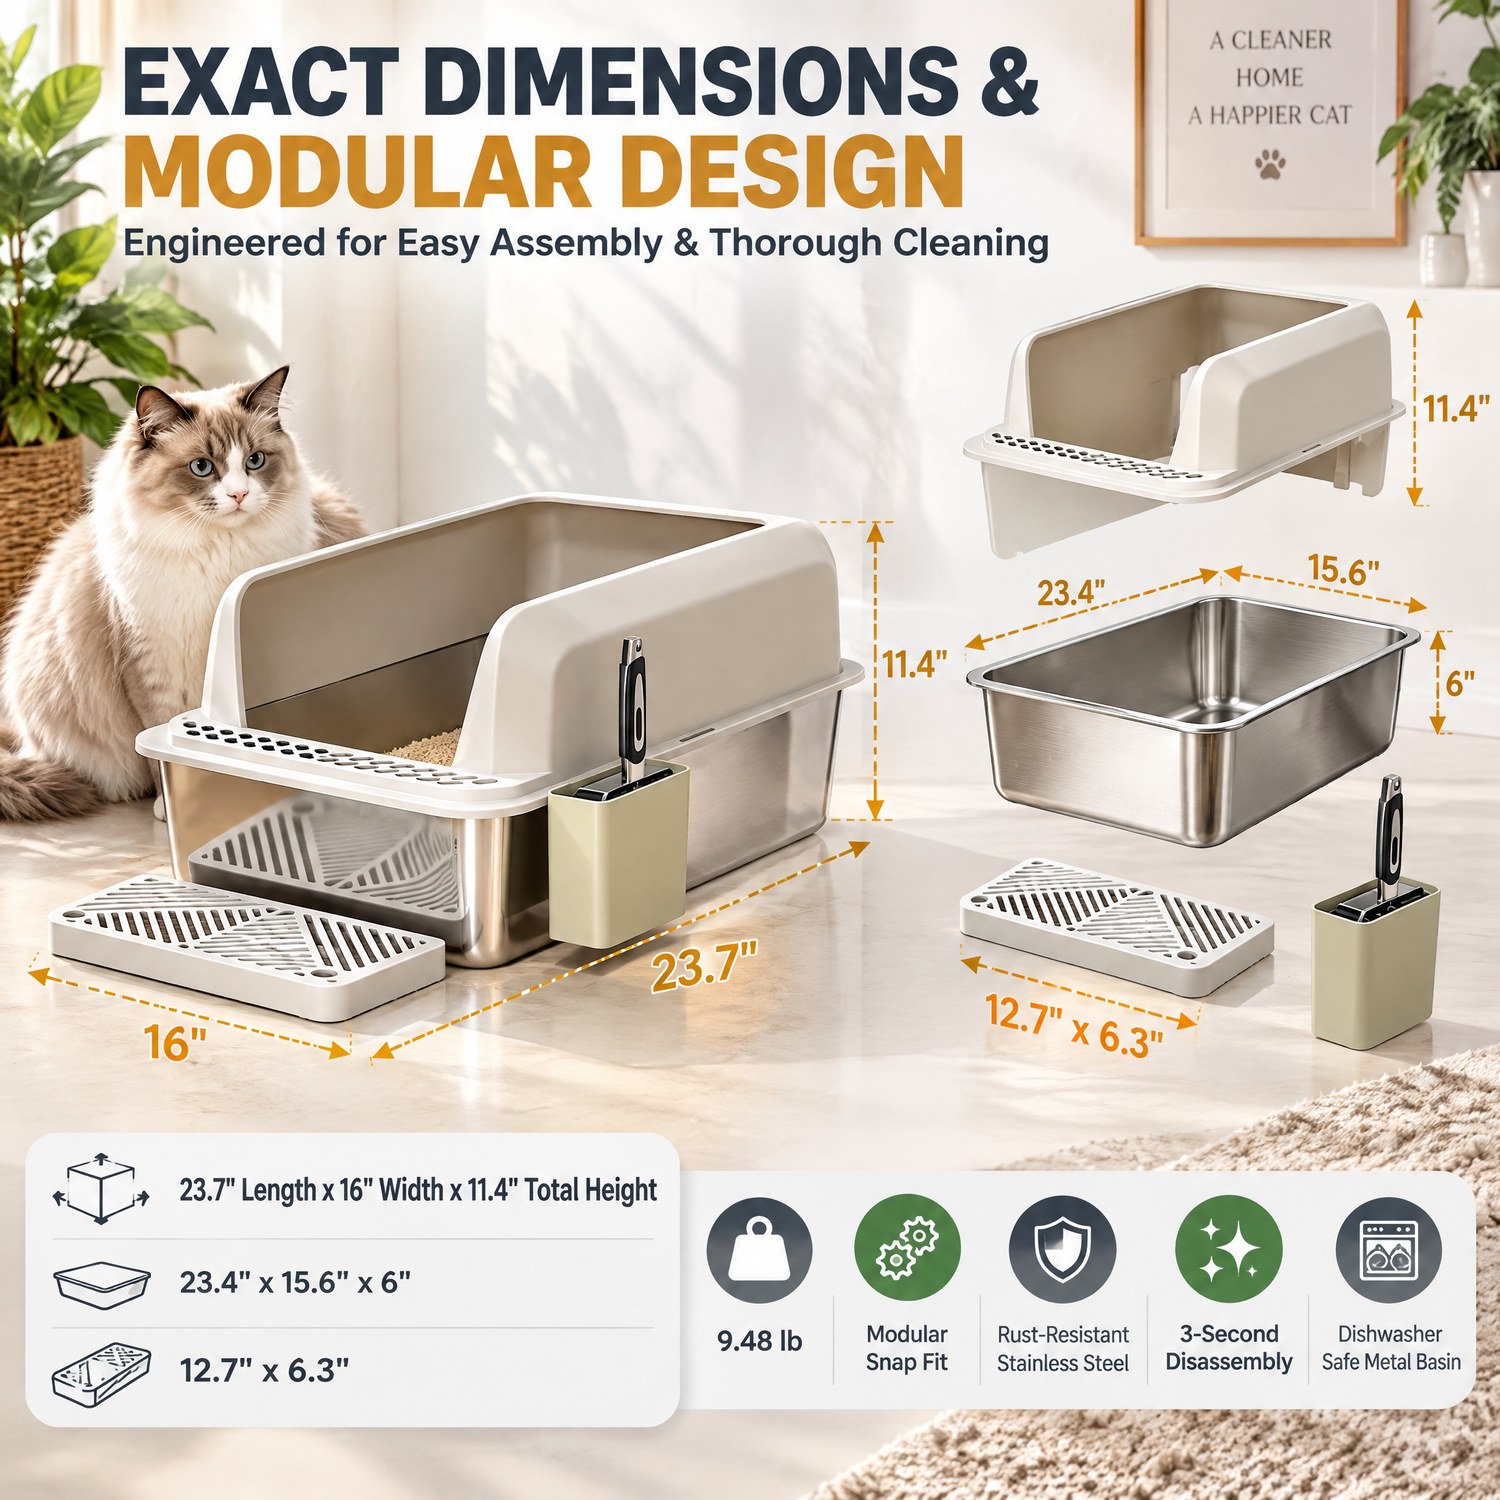 EXACT DIMENSIONS &
MODULAR DESIGN
Engineered for Easy Assembly & Thorough Cleaning
A CLEANER
HOME
A HAPPIER CAT
11.4"
23.4"
15.6"
6"
11.4"
23.7"
16"
12.7" x 6.3"
23.7" Length x 16" Width x 11.4" Total Height
23.4" x 15.6" x 6"
12.7" x 6.3"
9.48 lb
Modular
Snap Fit
Rust-Resistant
Stainless Steel
3-Second
Disassembly
Dishwasher
Safe Metal Basin